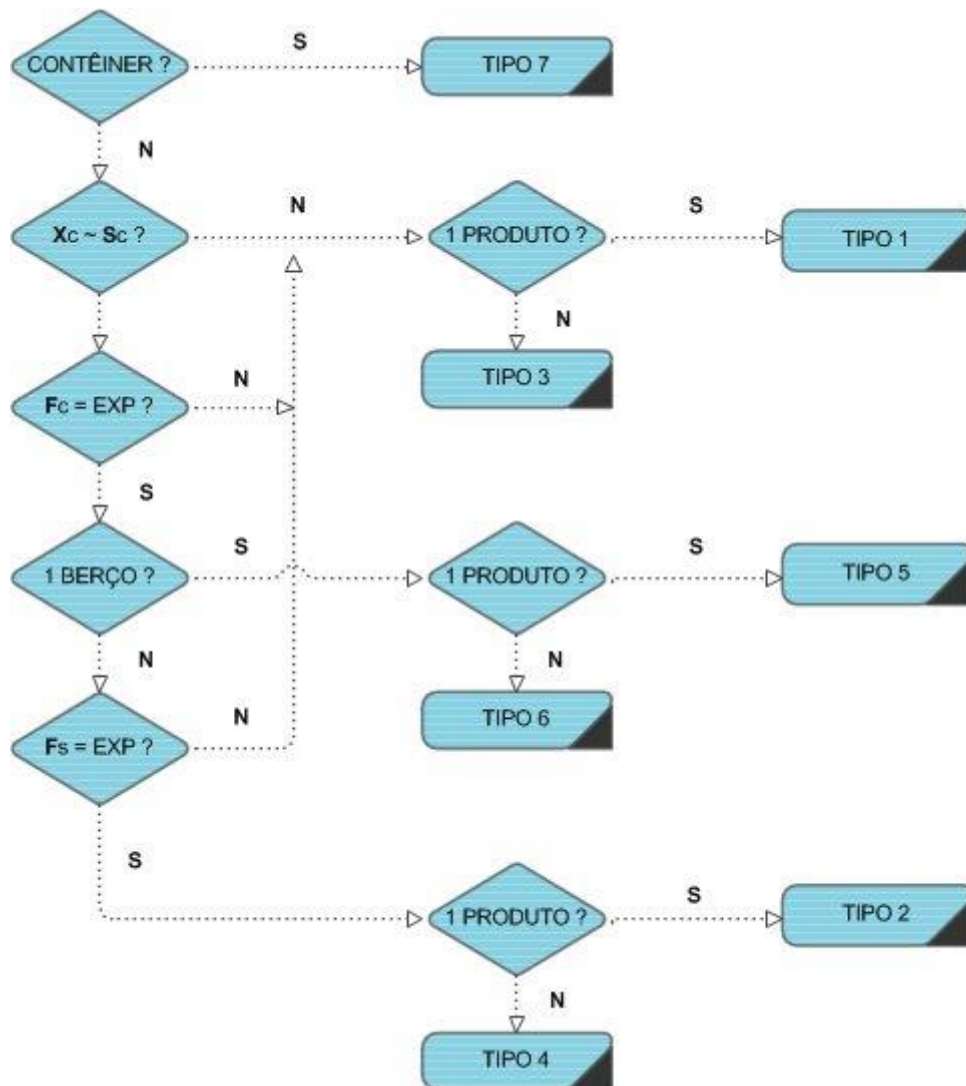 S
CONTÊINER ?
TIPO 7
N
N
S
Xc ~ Sc ?
1 PRODUTO ?
TIPO 1
N
N
TIPO 3
Fc = EXP ?
S
S
S
1 BERÇO ?
1 PRODUTO ?
TIPO 5
N
N
N
TIPO 6
Fs = EXP ?
S
S
1 PRODUTO ?
TIPO 2
N
TIPO 4